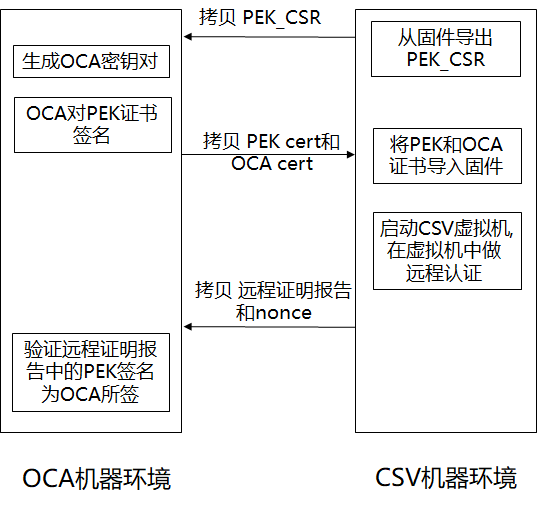 拷贝 PEK_CSR
从固件导出
PEK_CSR
生成OCA密钥对
OCA对PEK证书
签名
拷贝 PEK cert和
OCA cert
将PEK和OCA
证书导入固件
启动CSV虚拟机,
在虚拟机中做
远程认证
拷贝 远程证明报告
和nonce
验证远程证明报
告中的PEK签名
为OCA所签
OCA机器环境
CSV机器环境